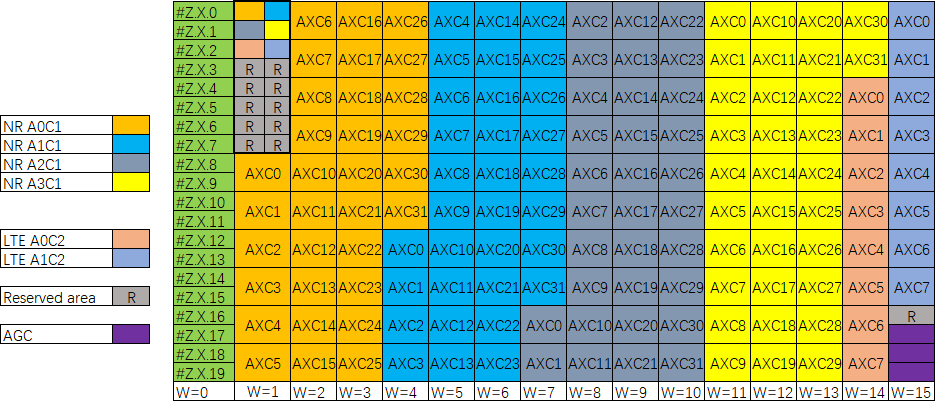 #Z.X.0
AXC6 AXC16 AXC26 AXC4 AXC14 AXC24 AXC2 AXC12 AXC22 AXC0 AXC10 AXC20 AXC30 AXC0
#Z.X.1
#Z.X.2
AXC7 AXC17 AXC27 AXC5 AXC15 AXC25 AXC3 AXC13 AXC23 AXC1 AXC11 AXC21 AXC31 AXC1
#Z.X.3 R R
#Z.X.4 R R
AXC8 AXC18 AXC28 AXC6 AXC16 AXC26 AXC4 AXC14 AXC24 AXC2 AXC12 AXC22 AXC0 AXC2
#Z.X.5 R R
NR A0C1 #Z.X.6 R R
AXC9 AXC19 AXC29 AXC7 AXC17 AXC27 AXC5 AXC15 AXC25 AXC3 AXC13 AXC23 AXC1 AXC3
NR A1C1 #Z.X.7 R R
NR A2C1 #Z.X.8
AXC0 AXC10 AXC20 AXC30 AXC8 AXC18 AXC28 AXC6 AXC16 AXC26 AXC4 AXC14 AXC24 AXC2 AXC4
NR A3C1 #Z.X.9
#Z.X.10
AXC1 AXC11 AXC21 AXC31 AXC9 AXC19 AXC29 AXC7 AXC17 AXC27 AXC5 AXC15 AXC25 AXC3 AXC5
#Z.X.11
LTE A0C2 #Z.X.12
AXC2 AXC12 AXC22 AXC0 AXC10 AXC20 AXC30 AXC8 AXC18 AXC28 AXC6 AXC16 AXC26 AXC4 AXC6
LTE A1C2 #Z.X.13
#Z.X.14
AXC3 AXC13 AXC23 AXC1 AXC11 AXC21 AXC31 AXC9 AXC19 AXC29 AXC7 AXC17 AXC27 AXC5 AXC7
Reserved area R #Z.X.15
#Z.X.16 R
AXC4 AXC14 AXC24 AXC2 AXC12 AXC22 AXC0 AXC10 AXC20 AXC30 AXC8 AXC18 AXC28 AXC6
AGC #Z.X.17
#Z.X.18
AXC5 AXC15 AXC25 AXC3 AXC13 AXC23 AXC1 AXC11 AXC21 AXC31 AXC9 AXC19 AXC29 AXC7
#Z.X.19
W=0 W=1 W=2 W=3 W=4 W=5 W=6 W=7 W=8 W=9 W=10 W=11 W=12 W=13 W=14 W=15